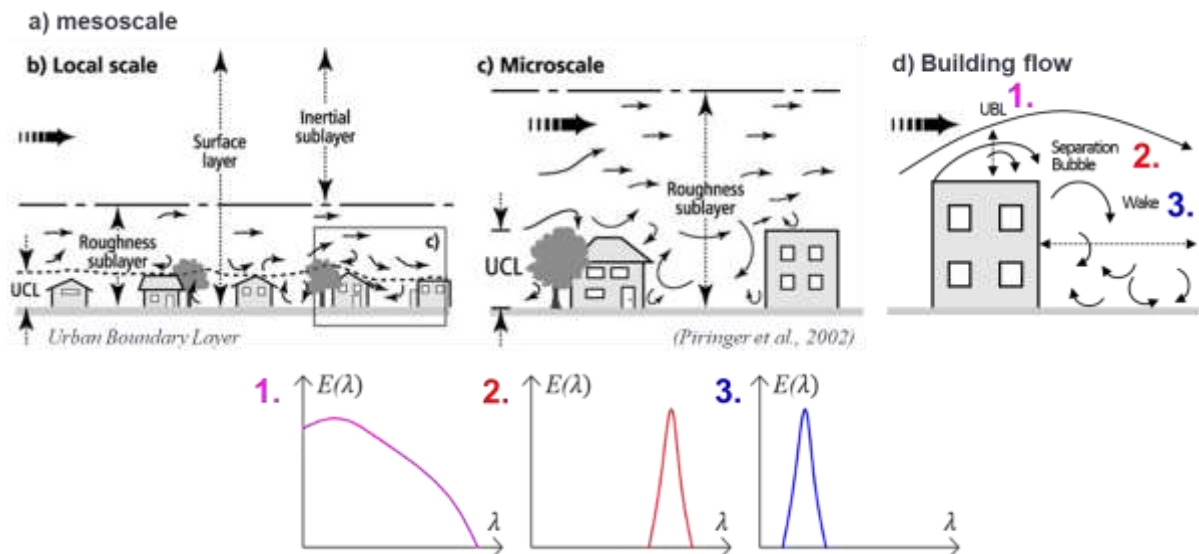 a) mesoscale
b) Local scale
Surface
layer
Inertial
sublayer
Roughness
sublayer
c)
UCL
Urban Boundary Layer
c) Microscale
Roughness
sublayer
UCL
(Piringer et al., 2002)
d) Building flow
UBL
1.
Separation
Bubble
2.
Wake
3.
1.
E(λ)
λ
2.
E(λ)
λ
3.
E(λ)
λ